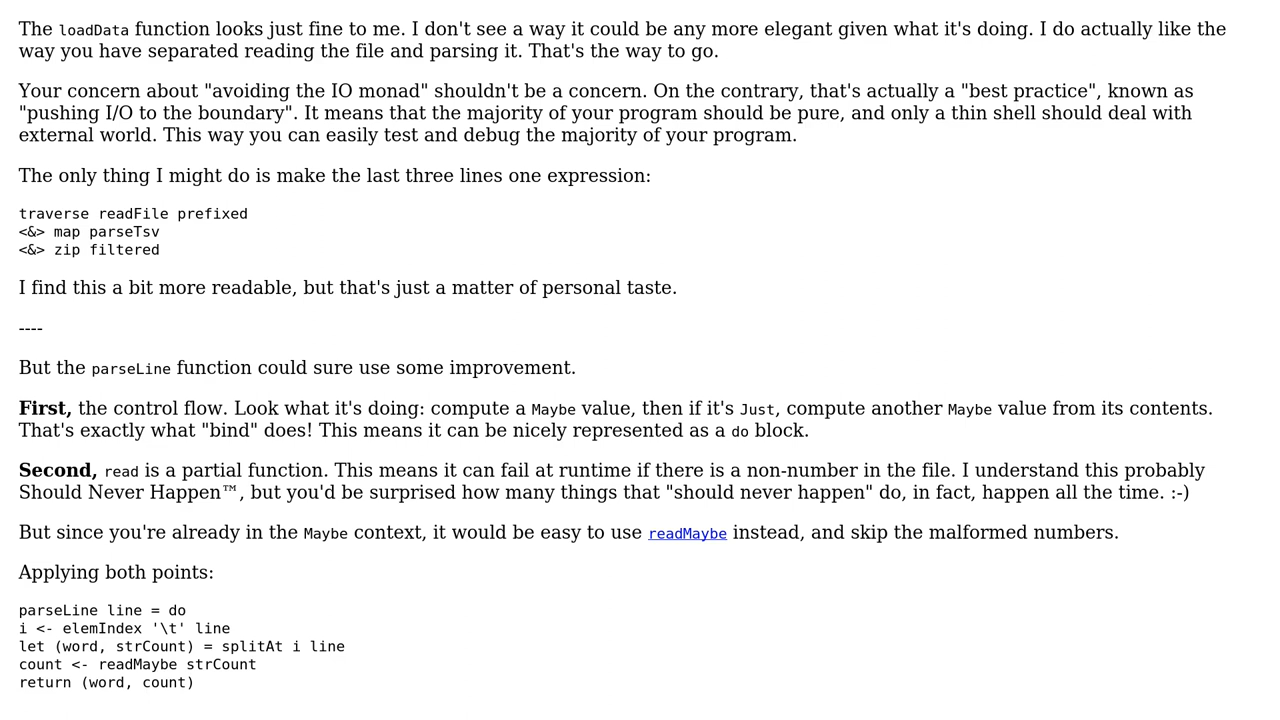 The loadData function looks just fine to me. I don't see a way it could be any more elegant given what it's doing. I do actually like the
way you have separated reading the file and parsing it. That's the way to go.
Your concern about "avoiding the IO monad" shouldn't be a concern. On the contrary, that's actually a "best practice", known as
"pushing I/O to the boundary". It means that the majority of your program should be pure, and only a thin shell should deal with
external world. This way you can easily test and debug the majority of your program.
The only thing I might do is make the last three lines one expression:
traverse readFile prefixed
<&> map parseTsv
<&> zip filtered
I find this a bit more readable, but that's just a matter of personal taste.
----
But the parseLine function could sure use some improvement.
First, the control flow. Look what it's doing: compute a Maybe value, then if it's Just, compute another Maybe value from its contents.
That's exactly what "bind" does! This means it can be nicely represented as a do block.
Second, read is a partial function. This means it can fail at runtime if there is a non-number in the file. I understand this probably
Should Never Happen™, but you'd be surprised how many things that "should never happen" do, in fact, happen all the time. :-)
But since you're already in the Maybe context, it would be easy to use readMaybe instead, and skip the malformed numbers.
Applying both points:
parseLine line = do
i <- elemIndex '\t' line
let (word, strCount) = splitAt i line
count <- readMaybe strCount
return (word, count)